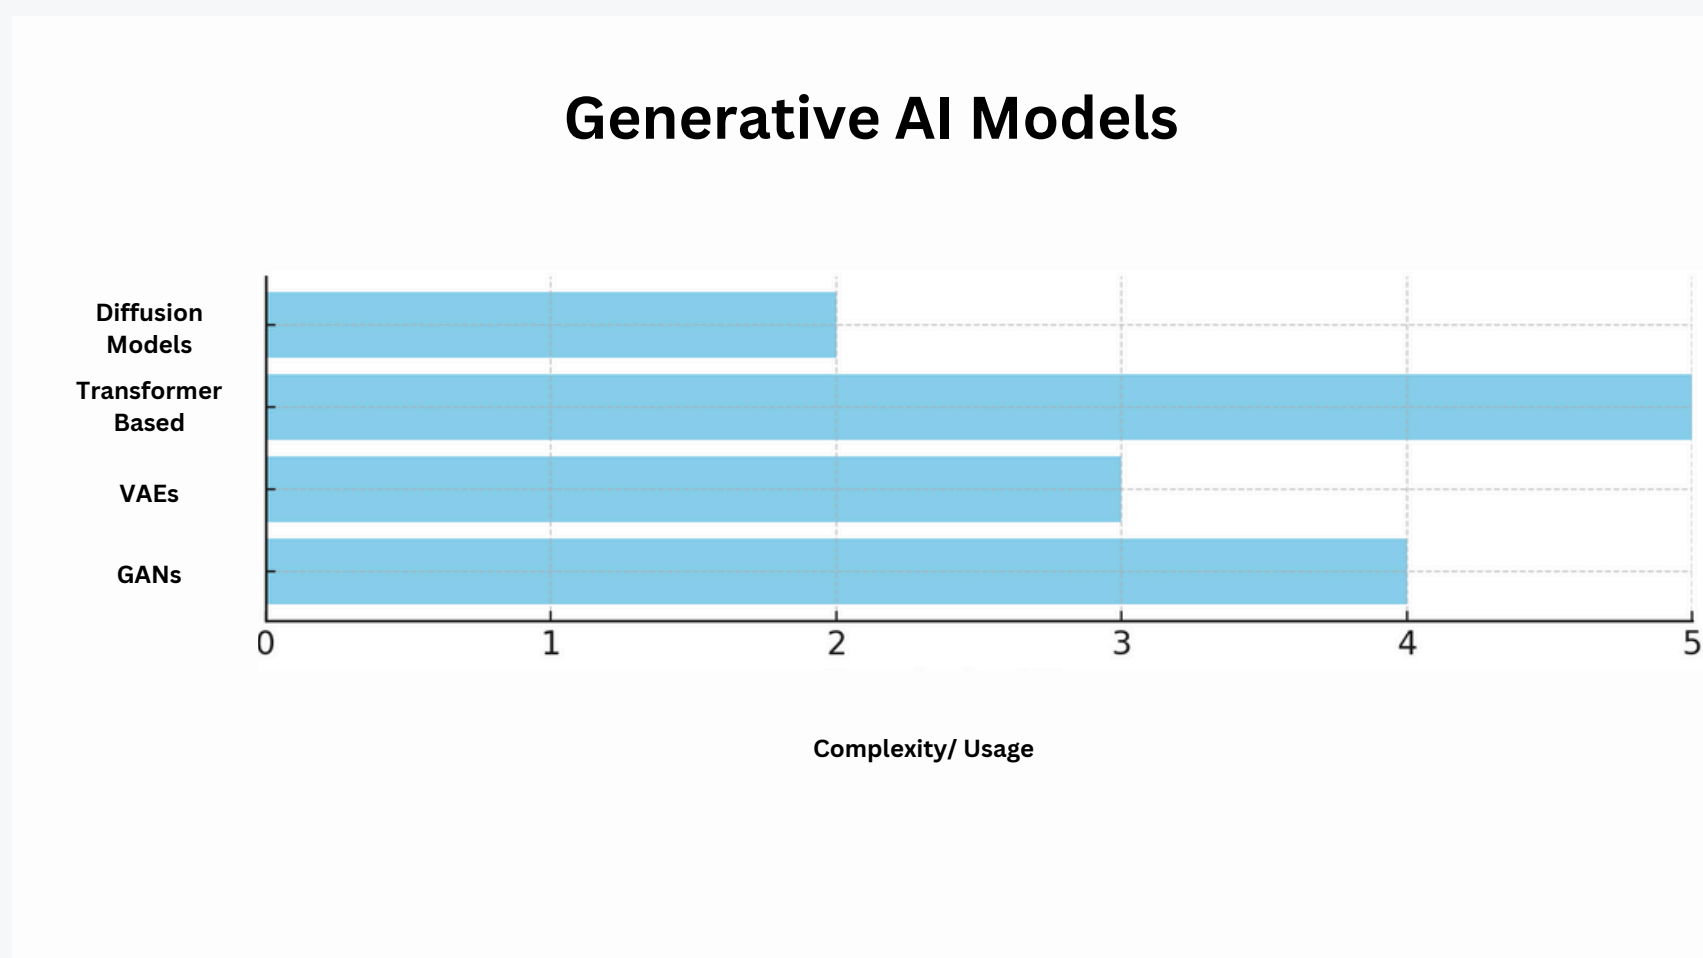 Generative AI Models
Diffusion
Models
Transformer
Based
VAEs
GANs
0 1 2 3 4 5
Complexity/ Usage